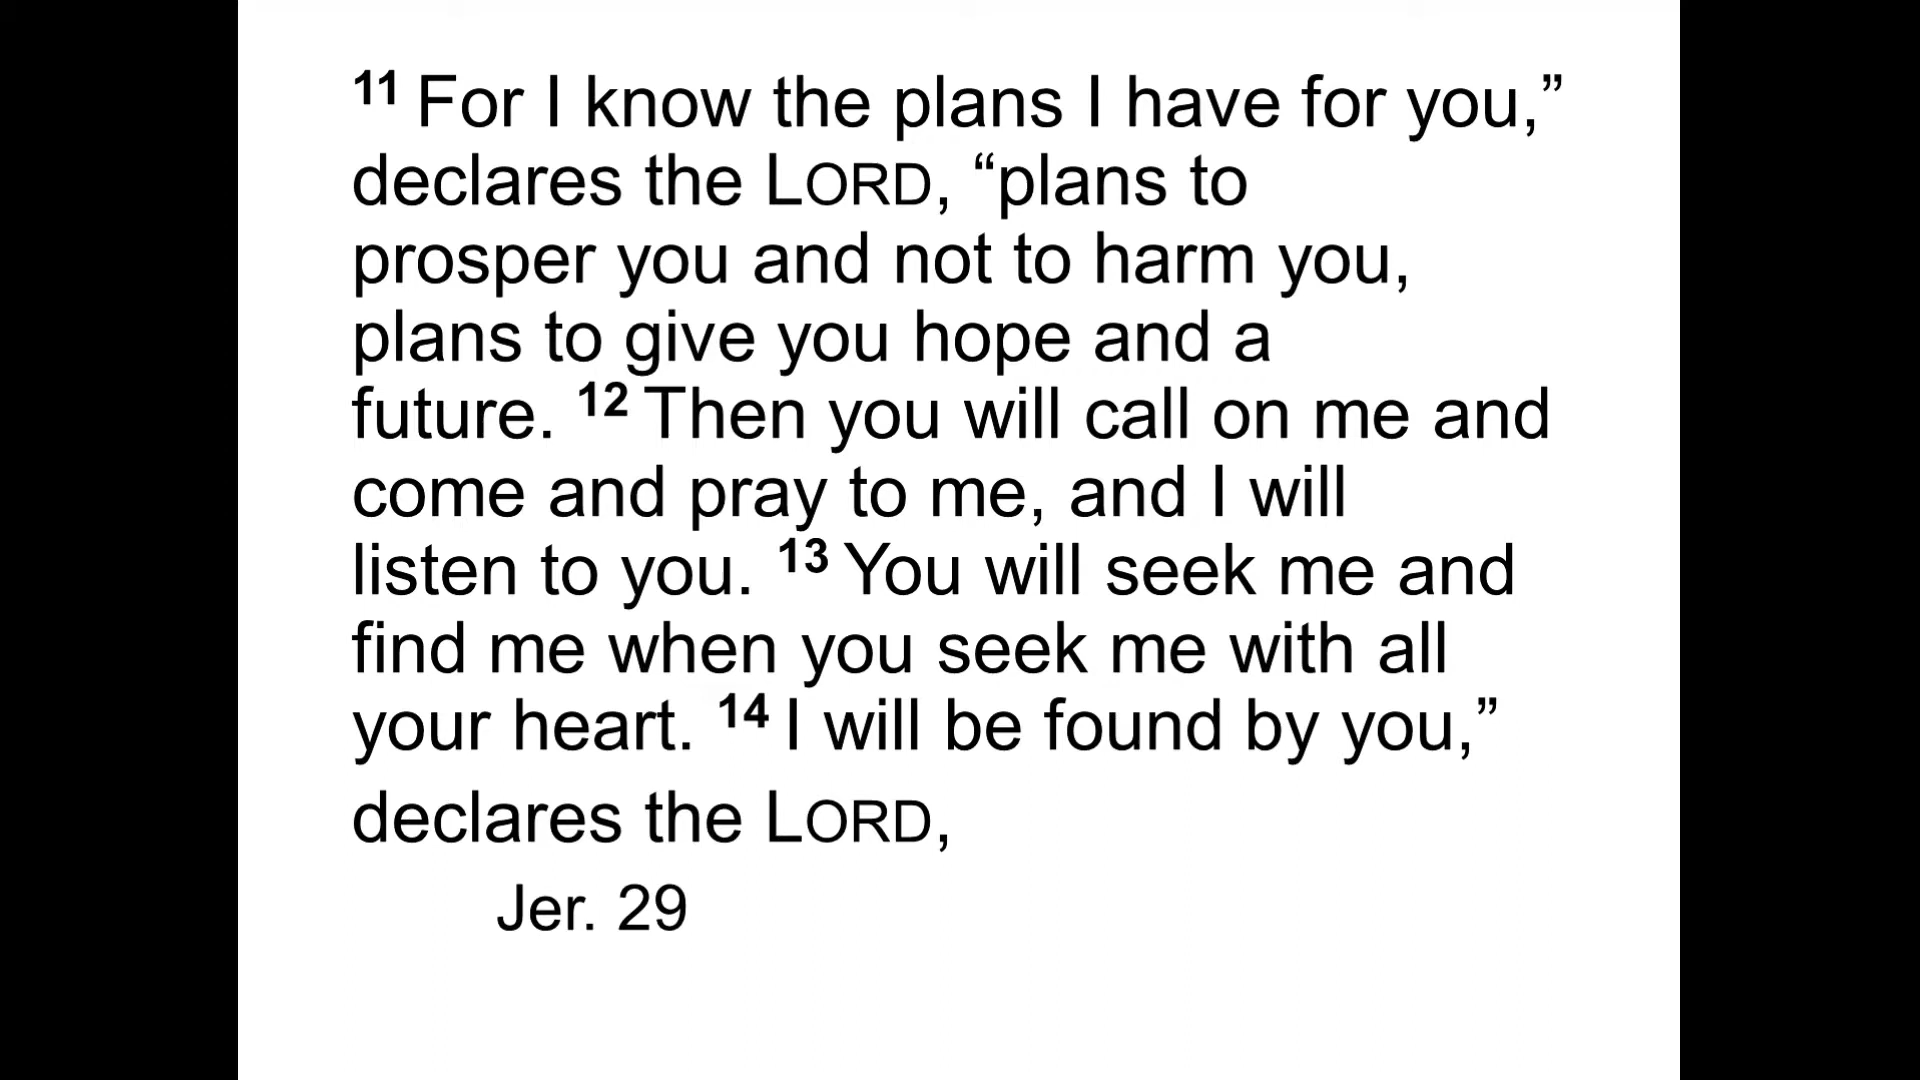 11 For I know the plans I have for you,”
declares the LORD, “plans to
prosper you and not to harm you,
plans to give you hope and a
future. 12 Then you will call on me and
come and pray to me, and I will
listen to you. 13 You will seek me and
find me when you seek me with all
your heart. 14 I will be found by you,”
declares the LORD,
Jer. 29